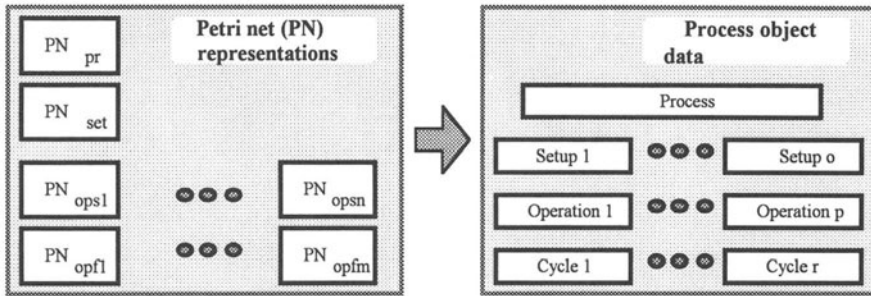 Petri net (PN)
representations
PN pr
PN set
PN ops1
PN opsn
PN opf1
PN opfm
Process object
data
Process
Setup 1
Setup o
Operation 1
Operation p
Cycle 1
Cycle r